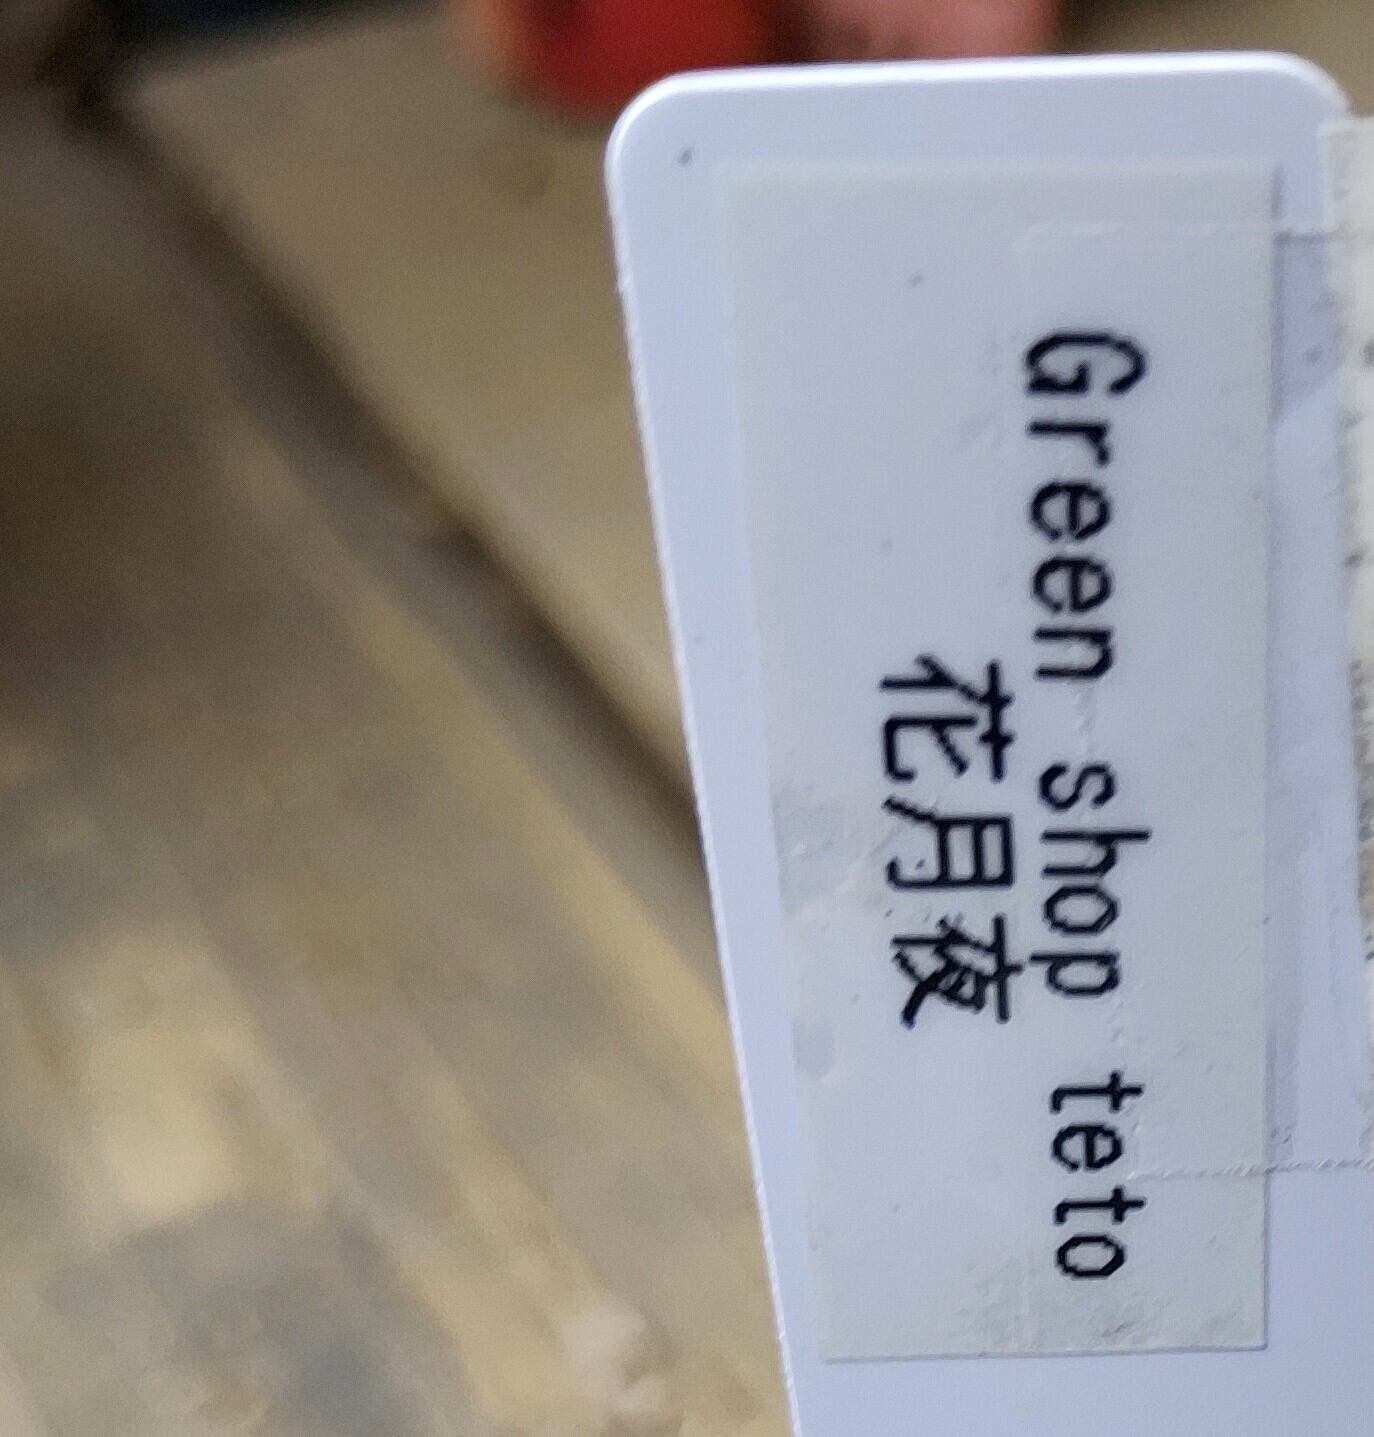 Green shop teto
花月夜